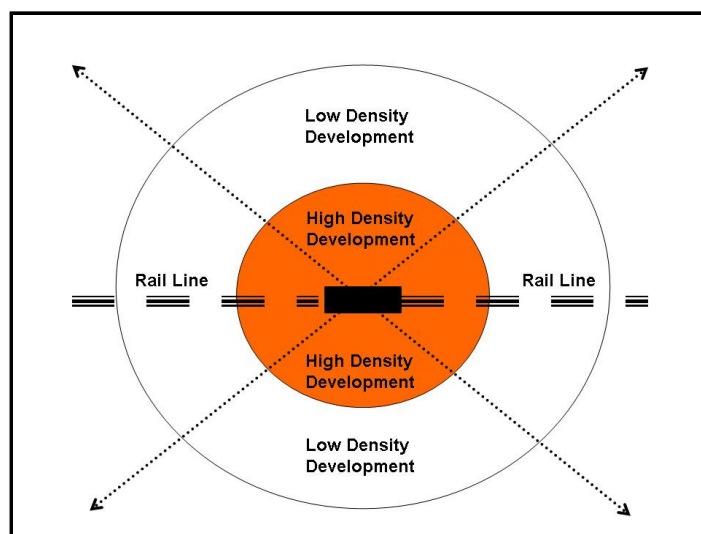 Low Density
Development
High Density
Development
Rail Line
Rail Line
High Density
Development
Low Density
Development